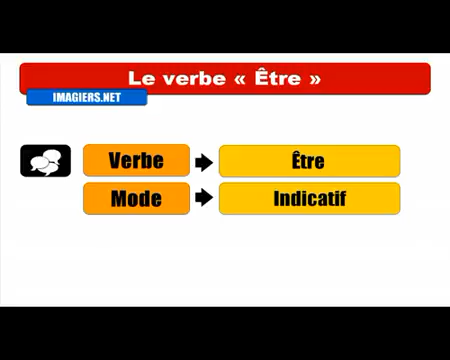 Le verbe « Être »
IMAGIERS.NET
Verbe Être
Mode Indicatif